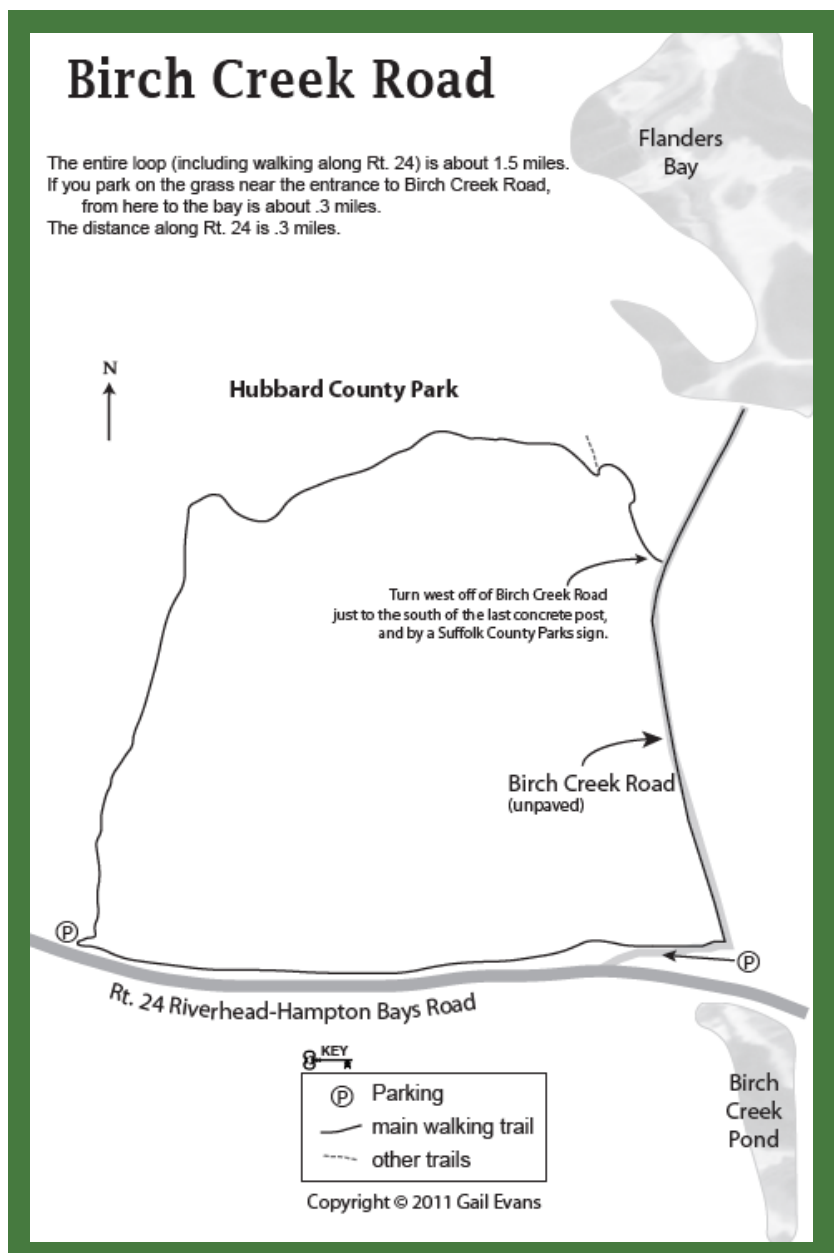 Birch Creek Road
The entire loop (including walking along Rt. 24) is about 1.5 miles.
If you park on the grass near the entrance to Birch Creek Road,
from here to the bay is about .3 miles.
The distance along Rt. 24 is .3 miles.
Flanders
Bay
N
Hubbard County Park
Turn west off of Birch Creek Road
just to the south of the last concrete post,
and by a Suffolk County Parks sign.
Birch Creek Road
(unpaved)
P
P
Rt. 24 Riverhead-Hampton Bays Road
KEY
P Parking
main walking trail
other trails
Birch
Creek
Pond
Copyright © 2011 Gail Evans